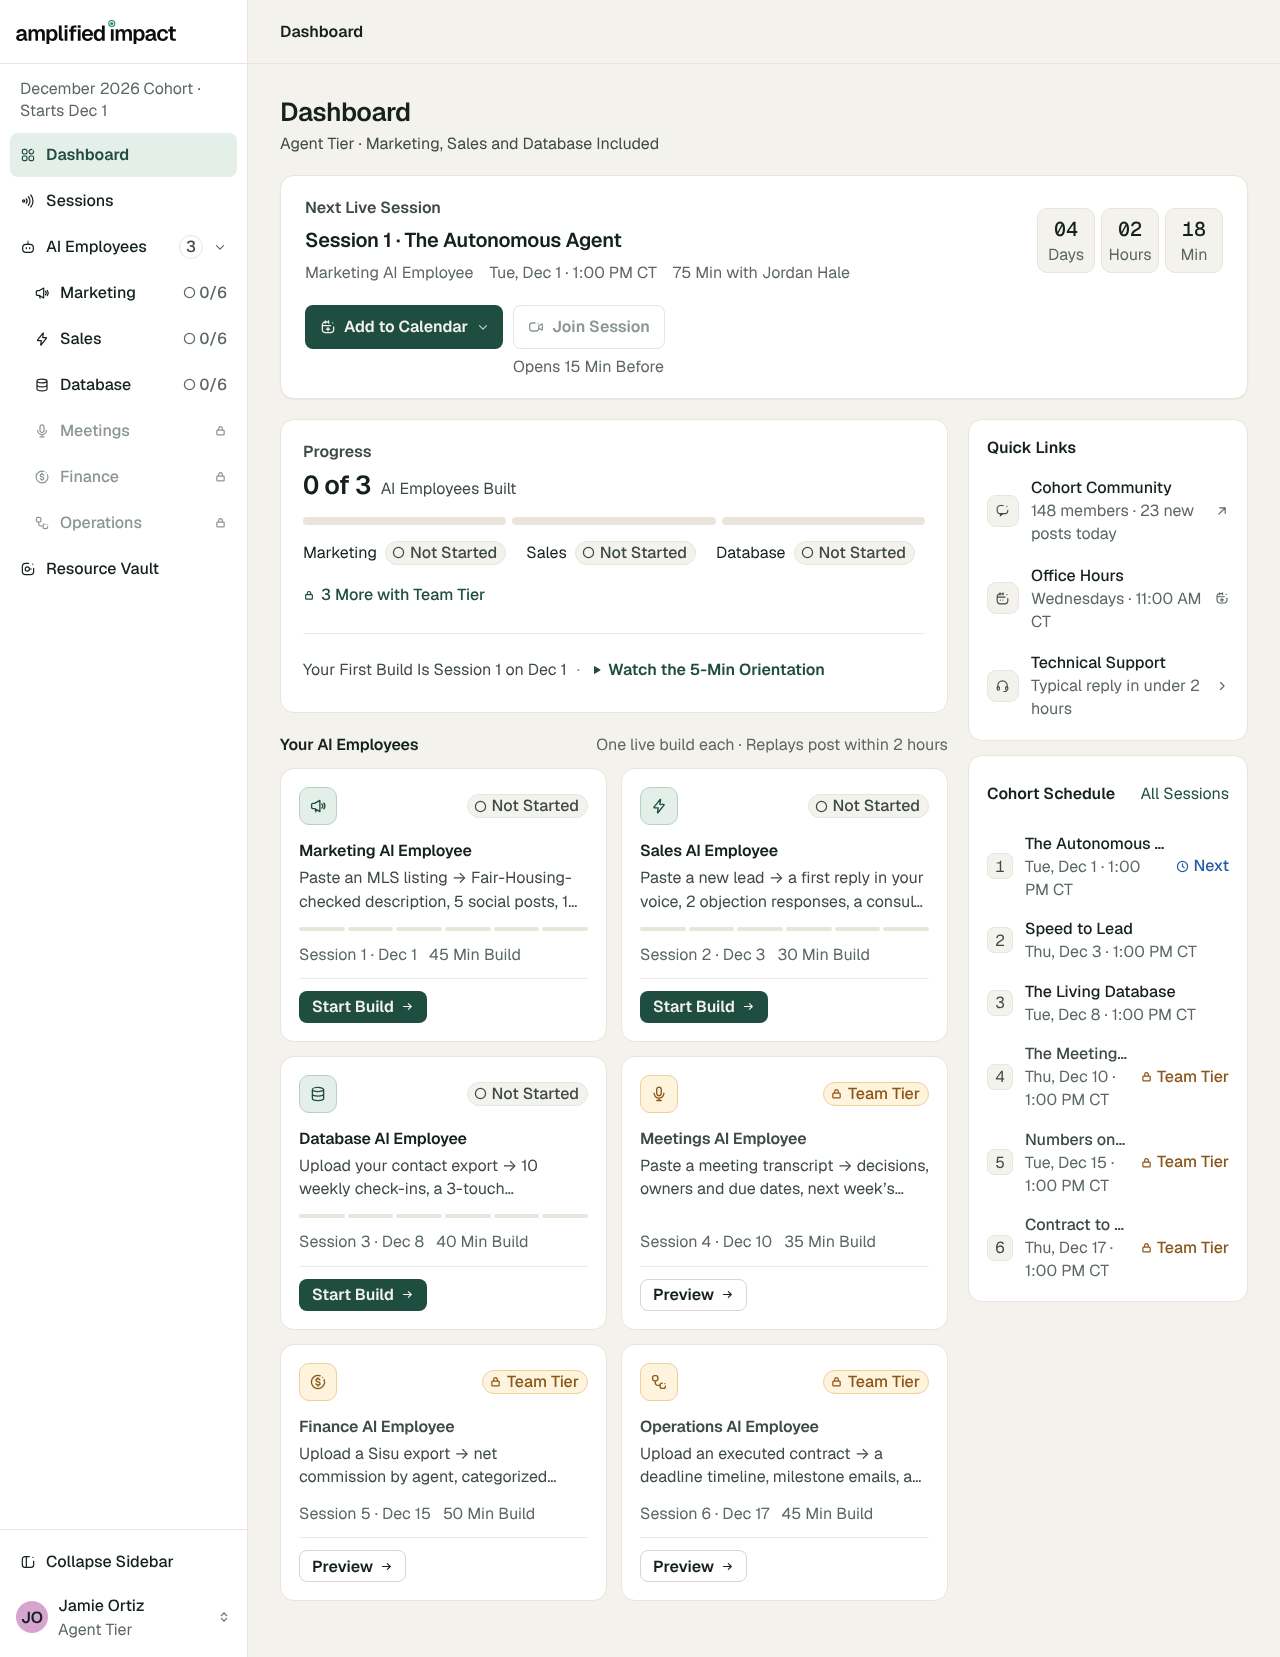 amplified impact
December 2026 Cohort ·
Starts Dec 1
Dashboard
Sessions
AI Employees 3
Marketing 0/6
Sales 0/6
Database 0/6
Meetings
Finance
Operations
Resource Vault
Collapse Sidebar
JO
Jamie Ortiz
Agent Tier
Dashboard
Dashboard
Agent Tier · Marketing, Sales and Database Included
Next Live Session
Session 1 · The Autonomous Agent
Marketing AI Employee Tue, Dec 1 · 1:00 PM CT 75 Min with Jordan Hale
04 02 18
Days Hours Min
Add to Calendar Join Session
Opens 15 Min Before
Progress
0 of 3 AI Employees Built
Marketing Not Started Sales Not Started Database Not Started
3 More with Team Tier
Your First Build Is Session 1 on Dec 1 · Watch the 5-Min Orientation
Your AI Employees One live build each · Replays post within 2 hours
Not Started
Marketing AI Employee
Paste an MLS listing → Fair-Housing-
checked description, 5 social posts, 1…
Session 1 · Dec 1 45 Min Build
Start Build →
Not Started
Sales AI Employee
Paste a new lead → a first reply in your
voice, 2 objection responses, a consul…
Session 2 · Dec 3 30 Min Build
Start Build →
Not Started
Database AI Employee
Upload your contact export → 10
weekly check-ins, a 3-touch…
Session 3 · Dec 8 40 Min Build
Start Build →
Team Tier
Meetings AI Employee
Paste a meeting transcript → decisions,
owners and due dates, next week’s…
Session 4 · Dec 10 35 Min Build
Preview →
Team Tier
Finance AI Employee
Upload a Sisu export → net
commission by agent, categorized…
Session 5 · Dec 15 50 Min Build
Preview →
Team Tier
Operations AI Employee
Upload an executed contract → a
deadline timeline, milestone emails, a…
Session 6 · Dec 17 45 Min Build
Preview →
Quick Links
Cohort Community
148 members · 23 new
posts today
Office Hours
Wednesdays · 11:00 AM
CT
Technical Support
Typical reply in under 2
hours
Cohort Schedule All Sessions
1
The Autonomous …
Tue, Dec 1 · 1:00
PM CT
Next
2
Speed to Lead
Thu, Dec 3 · 1:00 PM CT
3
The Living Database
Tue, Dec 8 · 1:00 PM CT
4
The Meeting…
Thu, Dec 10 ·
1:00 PM CT
Team Tier
5
Numbers on…
Tue, Dec 15 ·
1:00 PM CT
Team Tier
6
Contract to …
Thu, Dec 17 ·
1:00 PM CT
Team Tier